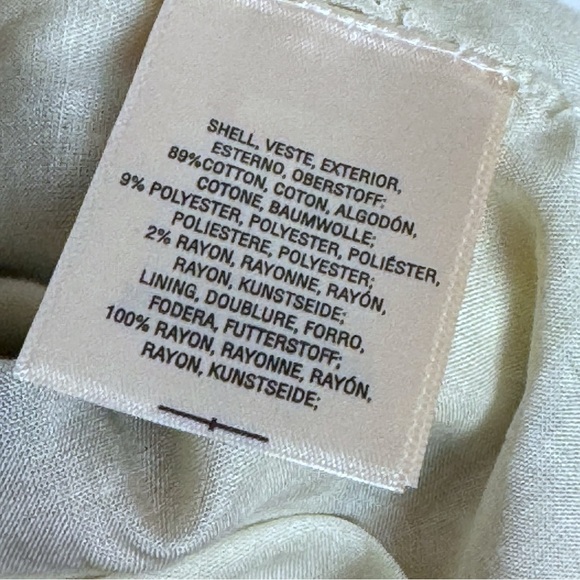 SHELL, VESTE, EXTERIOR,
ESTERNO, OBERSTOFF;
89%COTTON, COTON, ALGODÓN,
COTONE, BAUMWOLLE;
9% POLYESTER, POLYESTER, POLIÉSTER,
POLIESTERE, POLYESTER;
2% RAYON, RAYONNE, RAYÓN,
RAYON, KUNSTSEIDE;
LINING, DOUBLURE, FORRO,
FODERA, FUTTERSTOFF;
100% RAYON, RAYONNE, RAYÓN,
RAYON, KUNSTSEIDE;